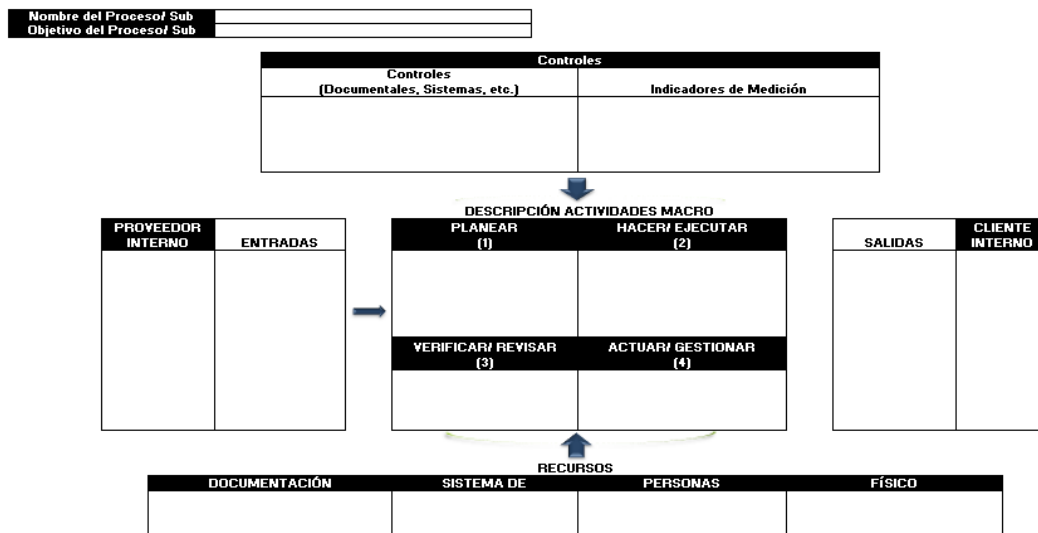 Nombre del Proceso/ Sub
Objetivo del Proceso/ Sub
Controles
Controles
(Documentales, Sistemas, etc.)
Indicadores de Medición
DESCRIPCIÓN ACTIVIDADES MACRO
PROVEEDOR
INTERNO
ENTRADAS
PLANEAR
(1)
HACER/ EJECUTAR
(2)
SALIDAS
CLIENTE
INTERNO
VERIFICAR/ REVISAR
(3)
ACTUAR/ GESTIONAR
(4)
RECURSOS
DOCUMENTACIÓN
SISTEMA DE
PERSONAS
FÍSICO